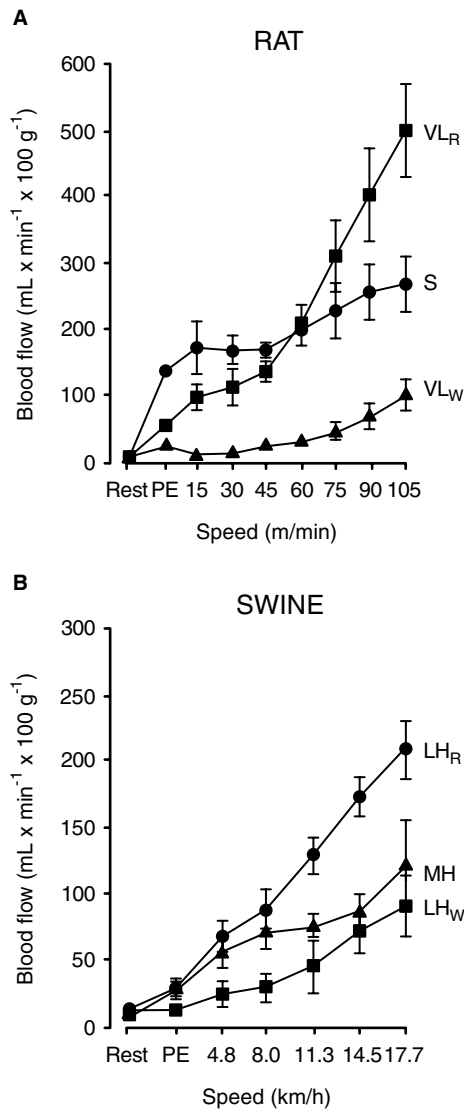 A
RAT
600
500
400
300
200
100
0
Blood flow (mL x min⁻¹ x 100 g⁻¹)
VL_R
S
VL_W
Rest PE 15 30 45 60 75 90 105
Speed (m/min)
B
SWINE
300
250
200
150
100
50
0
Blood flow (mL x min⁻¹ x 100 g⁻¹)
LH_R
MH
LH_W
Rest PE 4.8 8.0 11.3 14.5 17.7
Speed (km/h)